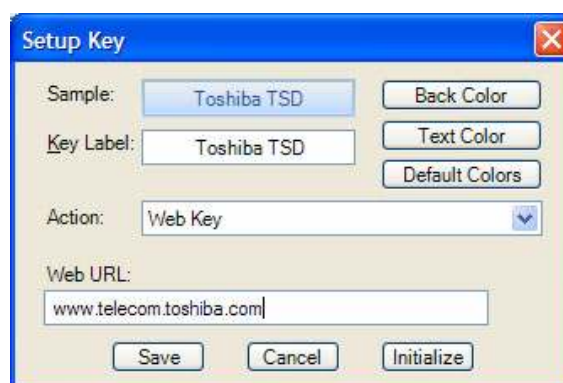 Setup Key
Sample: Toshiba TSD Back Color
Key Label: Toshiba TSD Text Color
Default Colors
Action: Web Key
Web URL:
www.telecom.toshiba.com
Save Cancel Initialize